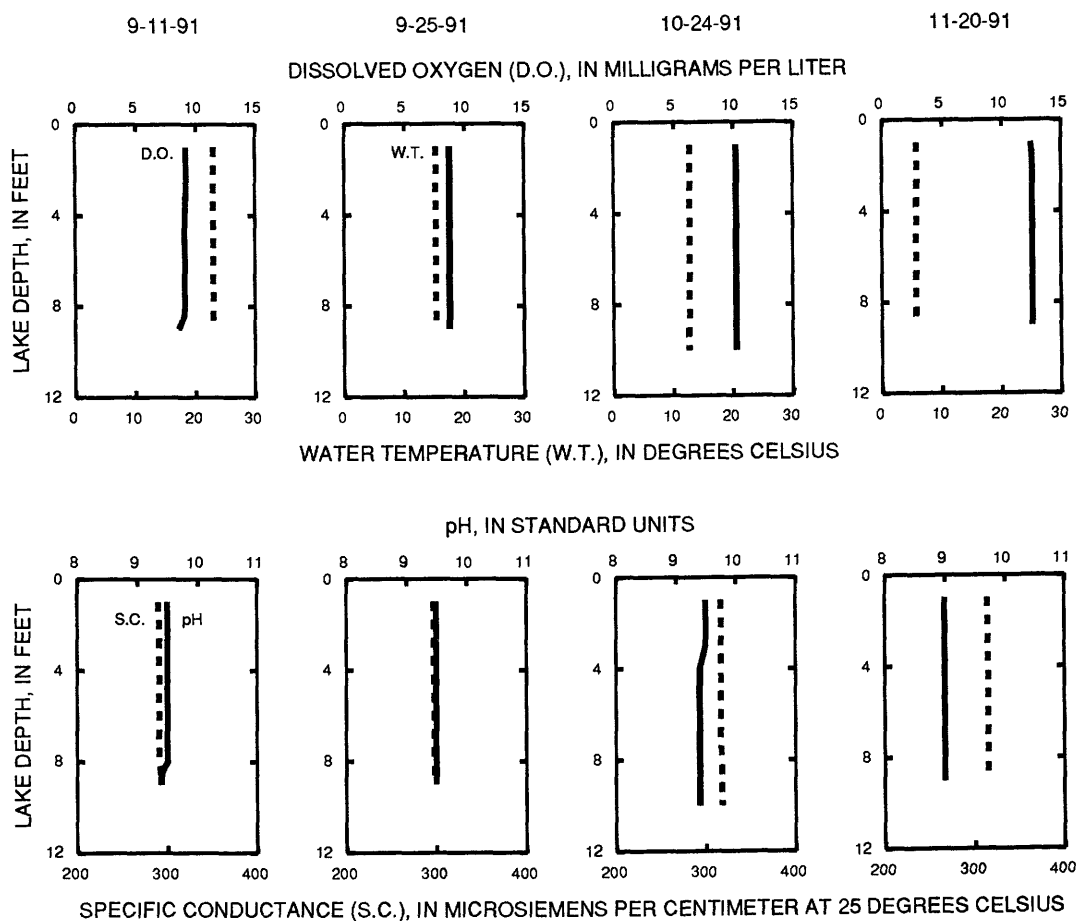 9-11-91 9-25-91 10-24-91 11-20-91
DISSOLVED OXYGEN (D.O.), IN MILLIGRAMS PER LITER
0 5 10 15 0 5 10 15 0 5 10 15 0 5 10 15
0 0 0 0
D.O. W.T.
4 4 4 4
8 8 8 8
12 12 12 12
0 10 20 30 0 10 20 30 0 10 20 30 0 10 20 30
LAKE DEPTH, IN FEET
WATER TEMPERATURE (W.T.), IN DEGREES CELSIUS
pH, IN STANDARD UNITS
8 9 10 11 8 9 10 11 8 9 10 11 8 9 10 11
0 0 0 0
S.C. pH
4 4 4 4
8 8 8 8
12 12 12 12
200 300 400 200 300 400 200 300 400 200 300 400
LAKE DEPTH, IN FEET
SPECIFIC CONDUCTANCE (S.C.), IN MICROSIEMENS PER CENTIMETER AT 25 DEGREES CELSIUS